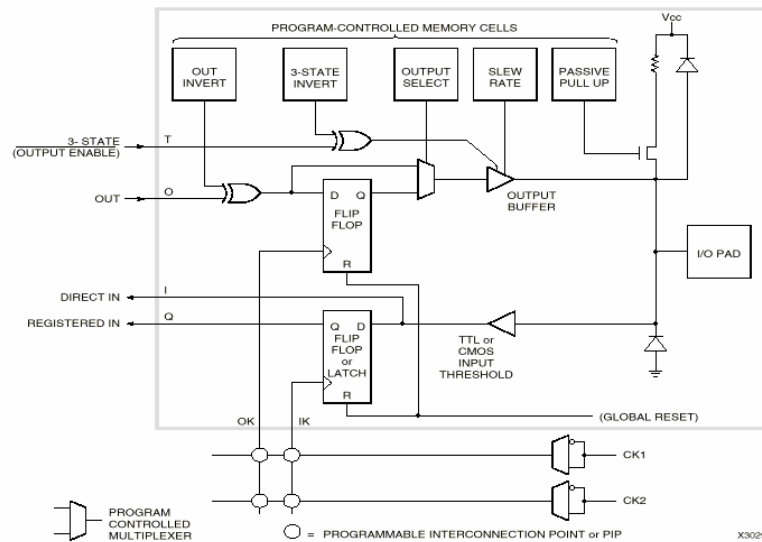 PROGRAM-CONTROLLED MEMORY CELLS
Vcc
OUT
INVERT
3-STATE
INVERT
OUTPUT
SELECT
SLEW
RATE
PASSIVE
PULL UP
3- STATE
(OUTPUT ENABLE)
T
OUT
O
D Q
FLIP
FLOP
R
OUTPUT
BUFFER
I/O PAD
DIRECT IN
I
REGISTERED IN
Q
Q D
FLIP
FLOP
or
LATCH
R
TTL or
CMOS
INPUT
THRESHOLD
OK
IK
(GLOBAL RESET)
CK1
CK2
PROGRAM
CONTROLLED
MULTIPLEXER
= PROGRAMMABLE INTERCONNECTION POINT or PIP
X3029